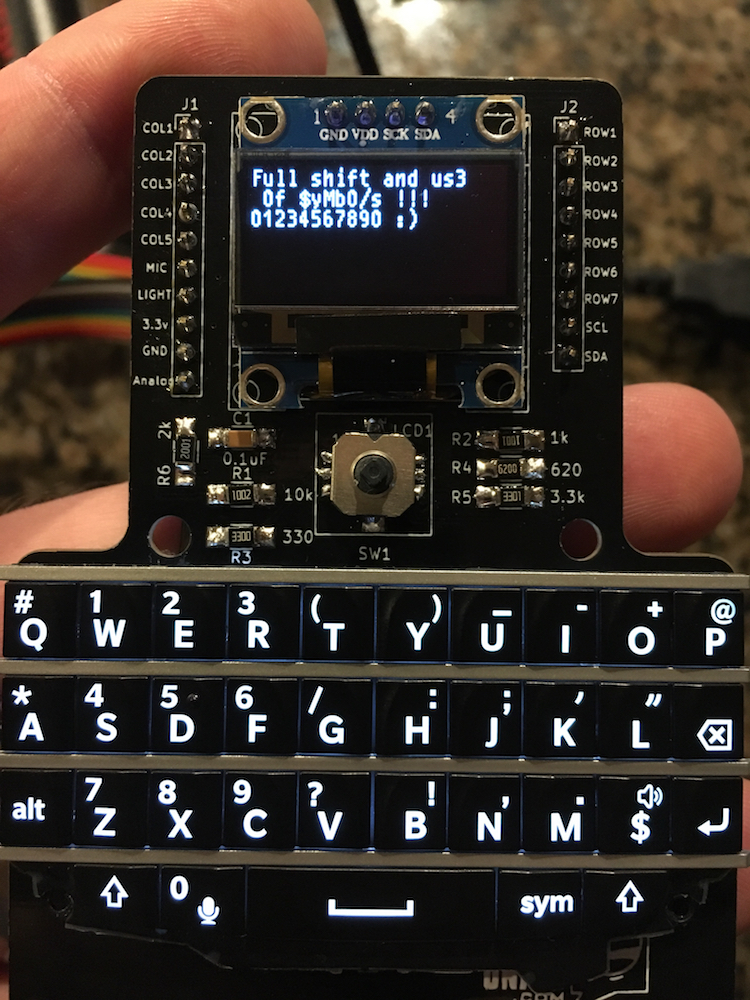 J1
J2
1 4
GND VDD SCK SDA
COL1
COL2
COL3
COL4
COL5
MIC
LIGHT
3.3v
GND
Analog
ROW1
ROW2
ROW3
ROW4
ROW5
ROW6
ROW7
SCL
SDA
Full shift and us3
Of $yMbO/s !!!
01234567890 :)
2k
2001
R6
C1
0.1uF
R1
1002 10k
3300 330
R3
LCD1
SW1
R2 1001 1k
R4 6200 620
R5 3301 3.3k
# 1 2 3 ( ) _ - + @
Q W E R T Y U I O P
* 4 5 6 / : ; ' "
A S D F G H J K L
alt 7 8 9 ? ! , . $
Z X C V B N M
0 sym